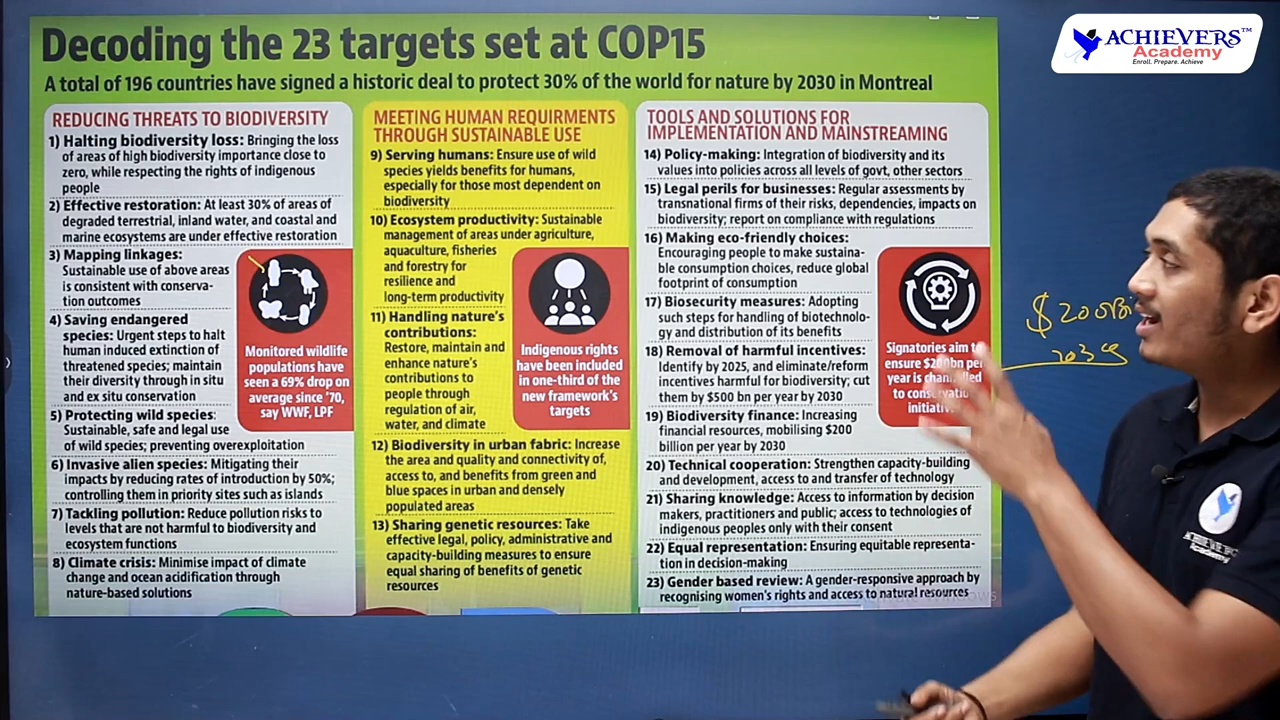 Decoding the 23 targets set at COP15
A total of 196 countries have signed a historic deal to protect 30% of the world for nature by 2030 in Montreal
REDUCING THREATS TO BIODIVERSITY
1) Halting biodiversity loss: Bringing the loss
of areas of high biodiversity importance close to
zero, while respecting the rights of indigenous
people
2) Effective restoration: At least 30% of areas of
degraded terrestrial, inland water, and coastal and
marine ecosystems are under effective restoration
3) Mapping linkages:
Sustainable use of above areas
is consistent with conserva-
tion outcomes
4) Saving endangered
species: Urgent steps to halt
human induced extinction of
threatened species; maintain
their diversity through in situ
and ex situ conservation
5) Protecting wild species:
Sustainable, safe and legal use
of wild species; preventing overexploitation
6) Invasive alien species: Mitigating their
impacts by reducing rates of introduction by 50%;
controlling them in priority sites such as islands
7) Tackling pollution: Reduce pollution risks to
levels that are not harmful to biodiversity and
ecosystem functions
8) Climate crisis: Minimise impact of climate
change and ocean acidification through
nature-based solutions
Monitored wildlife
populations have
seen a 69% drop on
average since '70,
say WWF, LPF
MEETING HUMAN REQUIRMENTS
THROUGH SUSTAINABLE USE
9) Serving humans: Ensure use of wild
species yields benefits for humans,
especially for those most dependent on
biodiversity
10) Ecosystem productivity: Sustainable
management of areas under agriculture,
aquaculture, fisheries
and forestry for
resilience and
long-term productivity
11) Handling nature's
contributions:
Restore, maintain and
enhance nature's
contributions to
people through
regulation of air,
water, and climate
12) Biodiversity in urban fabric: Increase
the area and quality and connectivity of,
access to, and benefits from green and
blue spaces in urban and densely
populated areas
13) Sharing genetic resources: Take
effective legal, policy, administrative and
capacity-building measures to ensure
equal sharing of benefits of genetic
resources
Indigenous rights
have been included
in one-third of the
new framework's
targets
TOOLS AND SOLUTIONS FOR
IMPLEMENTATION AND MAINSTREAMING
14) Policy-making: Integration of biodiversity and its
values into policies across all levels of govt, other sectors
15) Legal perils for businesses: Regular assessments by
transnational firms of their risks, dependencies, impacts on
biodiversity; report on compliance with regulations
16) Making eco-friendly choices:
Encouraging people to make sustaina-
ble consumption choices, reduce global
footprint of consumption
17) Biosecurity measures: Adopting
such steps for handling of biotechnolo-
gy and distribution of its benefits
18) Removal of harmful incentives:
Identify by 2025, and eliminate/reform
incentives harmful for biodiversity; cut
them by $500 bn per year by 2030
19) Biodiversity finance: Increasing
financial resources, mobilising $200
billion per year by 2030
20) Technical cooperation: Strengthen capacity-building
and development, access to and transfer of technology
21) Sharing knowledge: Access to information by decision
makers, practitioners and public; access to technologies of
indigenous peoples only with their consent
22) Equal representation: Ensuring equitable representa-
tion in decision-making
23) Gender based review: A gender-responsive approach by
recognising women's rights and access to natural resources
Signatories aim to
ensure $200bn per
year is channelled
to conservation
initiative
$200Bi
ACHIEVERS™
Academy
Enroll. Prepare. Achieve
ACHIEVERS
Academy